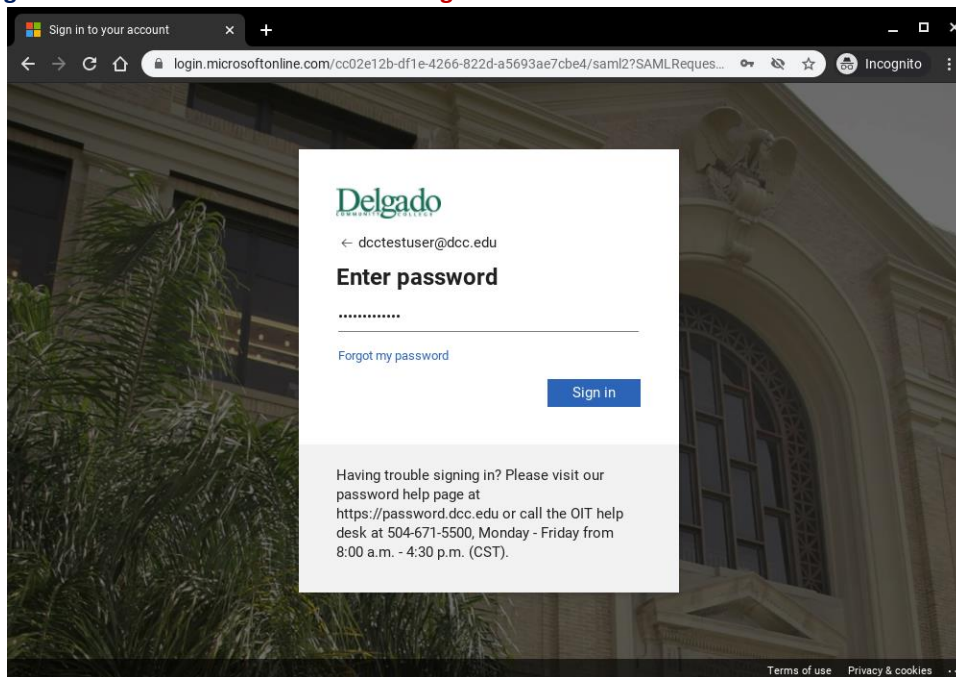 Sign in to your account
login.microsoftonline.com/cc02e12b-df1e-4266-822d-a5693ae7cbe4/saml2?SAMLReques...
Incognito
Delgado
COMMUNITY COLLEGE
← dcctestuser@dcc.edu
Enter password
.............
Forgot my password
Sign in
Having trouble signing in? Please visit our
password help page at
https://password.dcc.edu or call the OIT help
desk at 504-671-5500, Monday - Friday from
8:00 a.m. - 4:30 p.m. (CST).
Terms of use Privacy & cookies